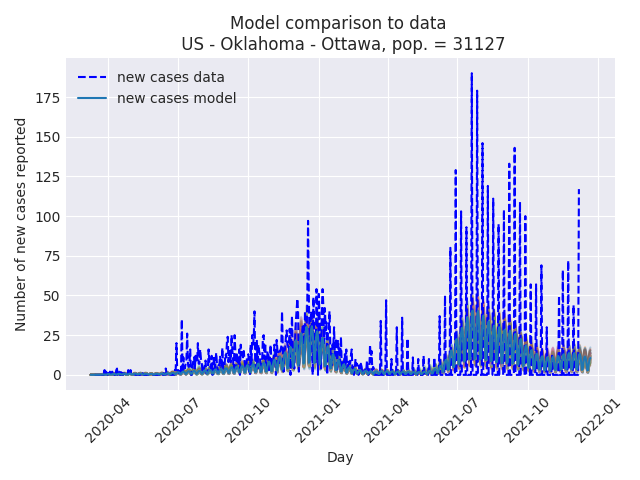 Model comparison to data
US - Oklahoma - Ottawa, pop. = 31127
new cases data
new cases model
Number of new cases reported
175
150
125
100
75
50
25
0
2020-04
2020-07
2020-10
2021-01
2021-04
2021-07
2021-10
2022-01
Day